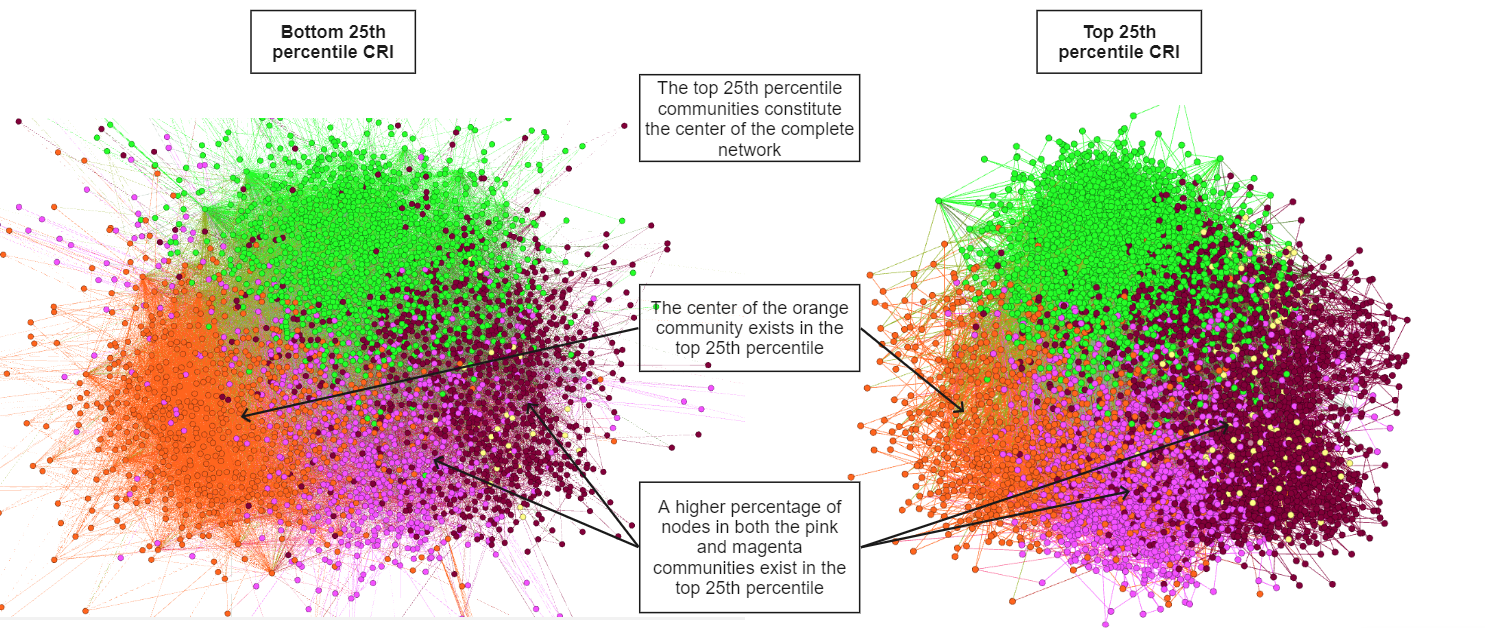 Bottom 25th
percentile CRI
Top 25th
percentile CRI
The top 25th percentile
communities constitute
the center of the complete
network
The center of the orange
community exists in the
top 25th percentile
A higher percentage of
nodes in both the pink
and magenta
communities exist in the
top 25th percentile